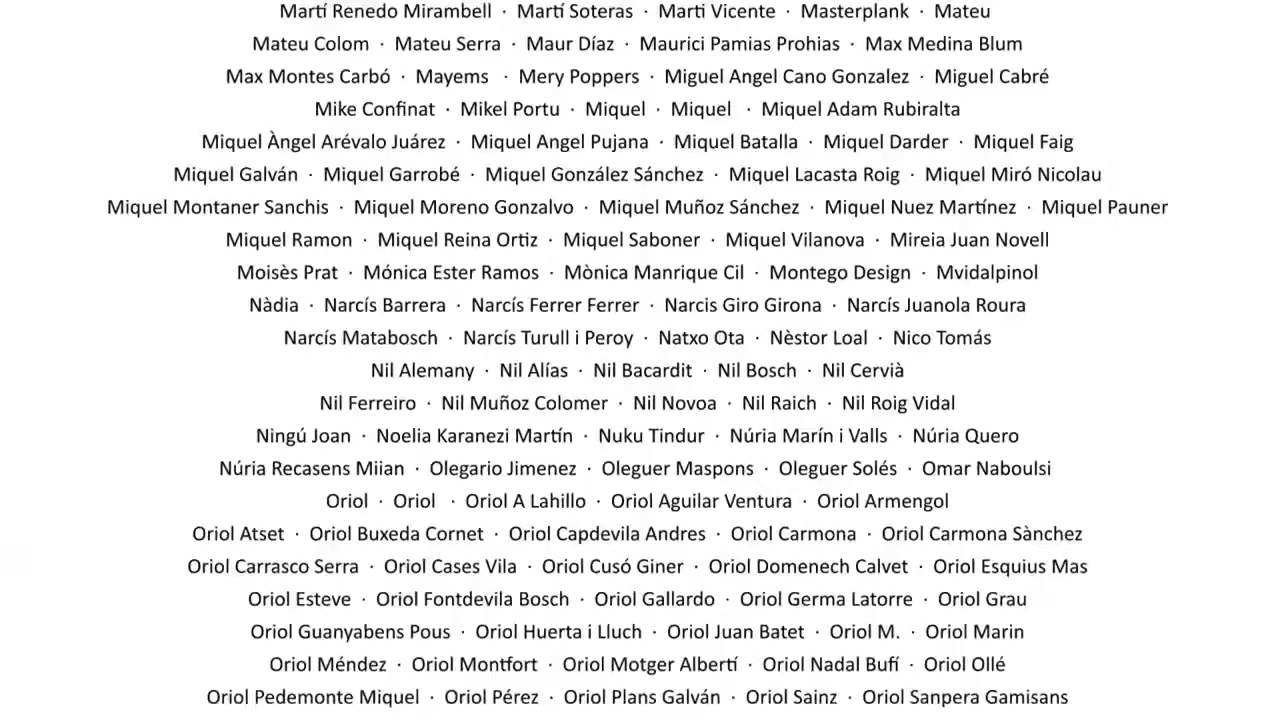 Martí Renedo Mirambell · Martí Soteras · Martí Vicente · Masterplank · Mateu
Mateu Colom · Mateu Serra · Maur Díaz · Maurici Pamias Prohias · Max Medina Blum
Max Montes Carbó · Mayems · Mery Poppers · Miguel Angel Cano Gonzalez · Miguel Cabré
Mike Confinat · Mikel Portu · Miquel · Miquel · Miquel Adam Rubiralta
Miquel Àngel Arévalo Juárez · Miquel Angel Pujana · Miquel Batalla · Miquel Darder · Miquel Faig
Miquel Galván · Miquel Garrobé · Miquel González Sánchez · Miquel Lacasta Roig · Miquel Miró Nicolau
Miquel Montaner Sanchis · Miquel Moreno Gonzalvo · Miquel Muñoz Sánchez · Miquel Nuez Martínez · Miquel Pauner
Miquel Ramon · Miquel Reina Ortiz · Miquel Saboner · Miquel Vilanova · Mireia Juan Novell
Moisès Prat · Mónica Ester Ramos · Mònica Manrique Cil · Montego Design · Mvidalpinol
Nàdia · Narcís Barrera · Narcís Ferrer Ferrer · Narcis Giro Girona · Narcís Juanola Roura
Narcís Matabosch · Narcís Turull i Peroy · Natxo Ota · Nèstor Loal · Nico Tomás
Nil Alemany · Nil Alías · Nil Bacardit · Nil Bosch · Nil Cervià
Nil Ferreiro · Nil Muñoz Colomer · Nil Novoa · Nil Raich · Nil Roig Vidal
Ningú Joan · Noelia Karanezi Martín · Nuku Tindur · Núria Marín i Valls · Núria Quero
Núria Recasens Miian · Olegario Jimenez · Oleguer Maspons · Oleguer Solés · Omar Naboulsi
Oriol · Oriol · Oriol A Lahillo · Oriol Aguilar Ventura · Oriol Armengol
Oriol Atset · Oriol Buxeda Cornet · Oriol Capdevila Andres · Oriol Carmona · Oriol Carmona Sànchez
Oriol Carrasco Serra · Oriol Cases Vila · Oriol Cusó Giner · Oriol Domenech Calvet · Oriol Esquius Mas
Oriol Esteve · Oriol Fontdevila Bosch · Oriol Gallardo · Oriol Germa Latorre · Oriol Grau
Oriol Guanyabens Pous · Oriol Huerta i Lluch · Oriol Juan Batet · Oriol M. · Oriol Marin
Oriol Méndez · Oriol Montfort · Oriol Motger Albertí · Oriol Nadal Bufí · Oriol Ollé
Oriol Pedemonte Miquel · Oriol Pérez · Oriol Plans Galván · Oriol Sainz · Oriol Sanpera Gamisans